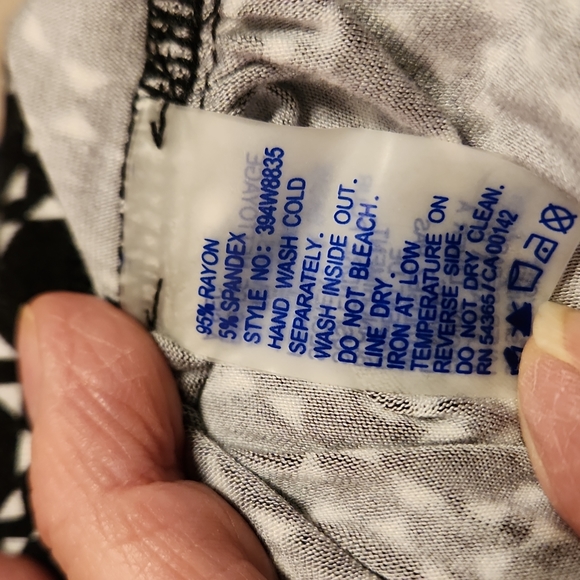 95% RAYON
5% SPANDEX
STYLE NO: 394W8835
HAND WASH COLD
SEPARATELY.
WASH INSIDE OUT.
DO NOT BLEACH.
LINE DRY.
IRON AT LOW
TEMPERATURE ON
REVERSE SIDE.
DO NOT DRY CLEAN.
RN 54365/CA 00142